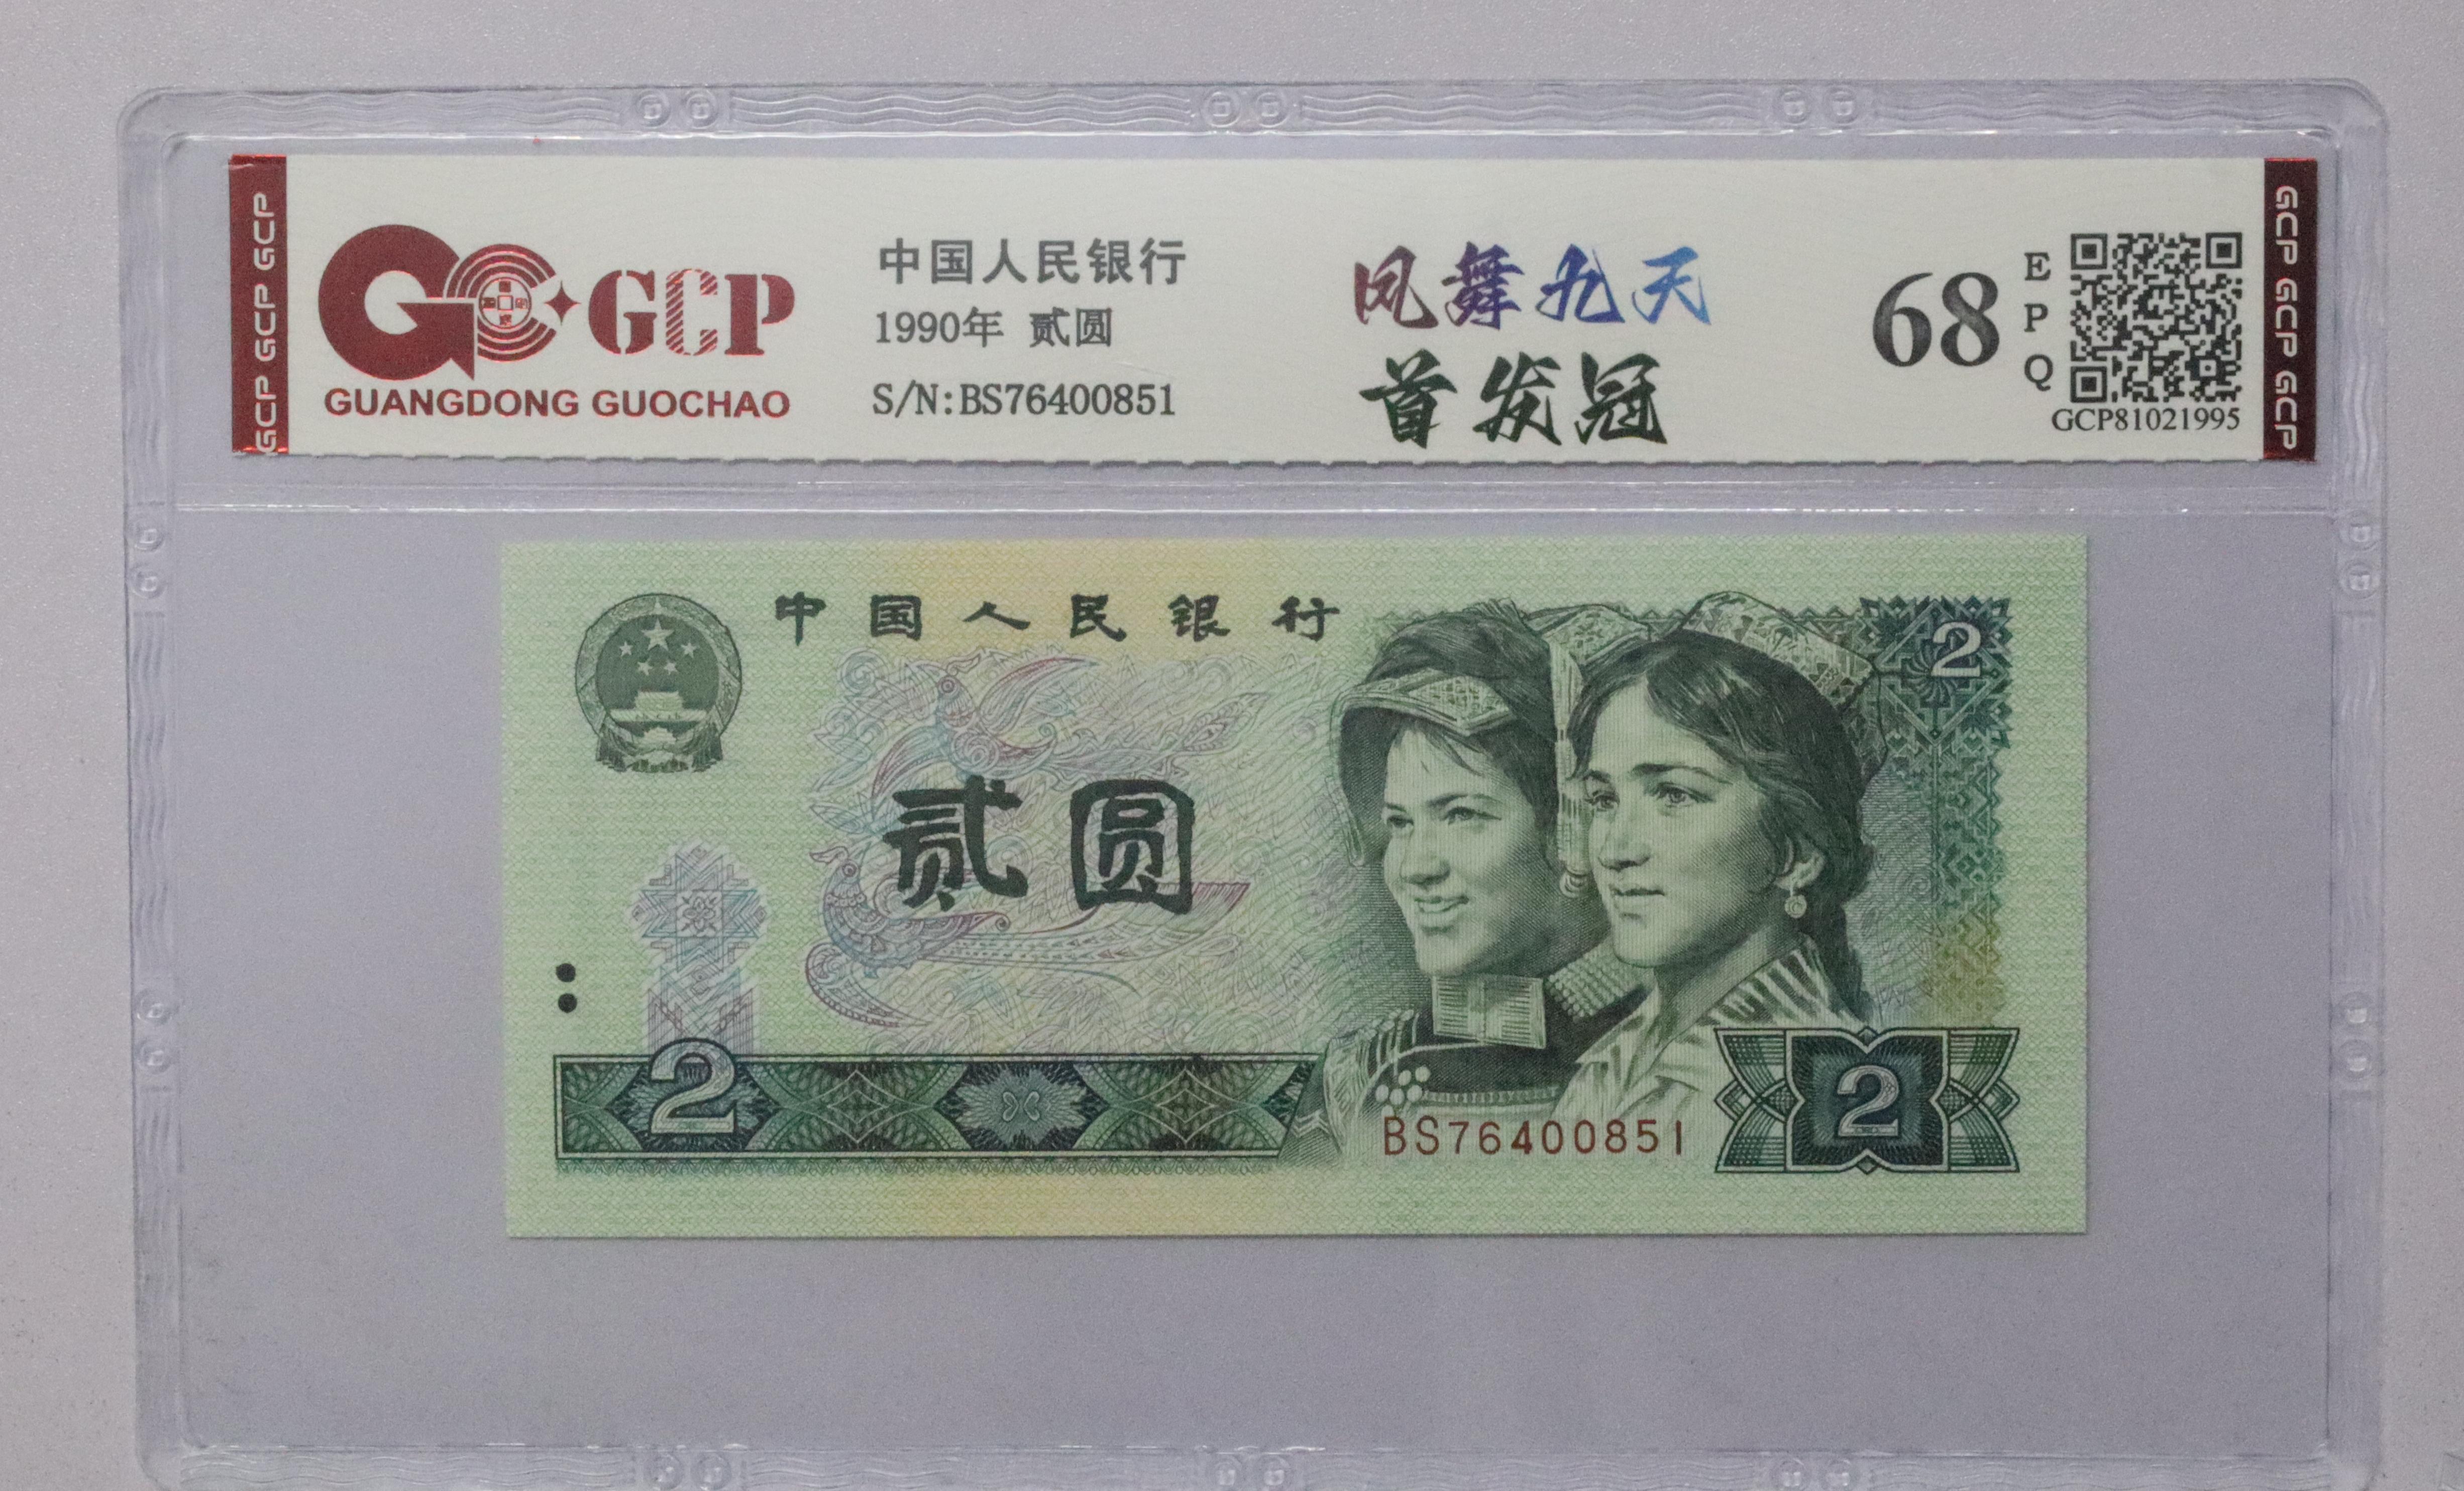 GCP GCP GCP
GCP
GUANGDONG GUOCHAO
中国人民银行
1990年 贰圆
S/N:BS76400851
凤舞九天
首发冠
68
E
P
Q
GCP81021995
GCP GCP GCP
中国人民银行
2
贰圆
2
2
BS76400851